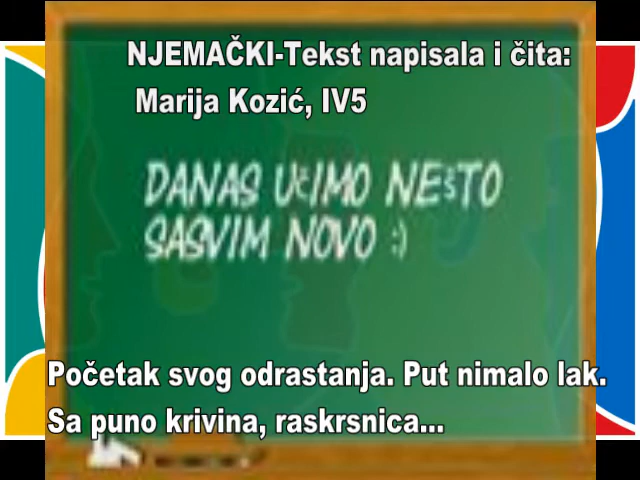 NJEMAČKI-Tekst napisala i čita:
Marija Kozić, IV5
DANAS UČIMO NEŠTO
SASVIM NOVO :)
Početak svog odrastanja. Put nimalo lak.
Sa puno krivina, raskrsnica...